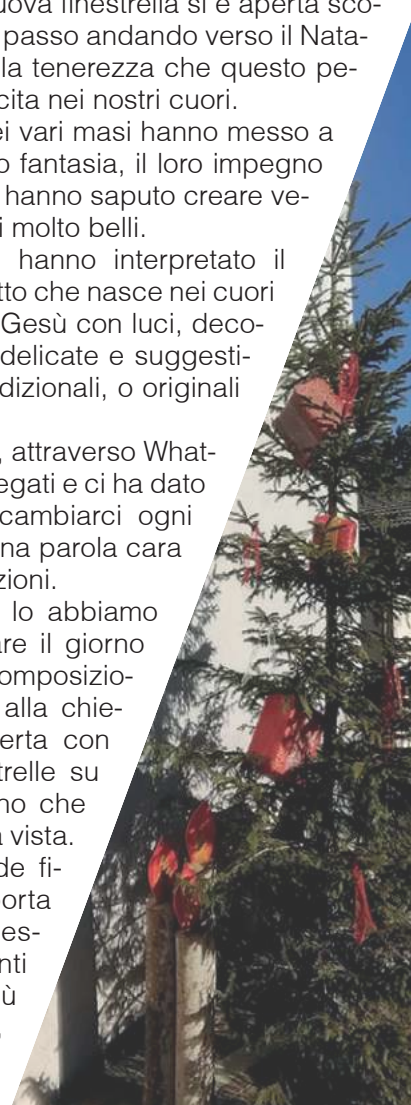 uova finestrella si è aperta sco-
passo andando verso il Nata-
la tenerezza che questo pe-
cita nei nostri cuori.
ei vari masi hanno messo a
o fantasia, il loro impegno
hanno saputo creare ve-
i molto belli.
hanno interpretato il
tto che nasce nei cuori
Gesù con luci, deco-
delicate e suggesti-
dizionali, o originali
, attraverso What-
egati e ci ha dato
cambiarci ogni
na parola cara
zioni.
lo abbiamo
are il giorno
omposizio-
alla chie-
erta con
trelle su
no che
a vista.
de fi-
orta
es-
nti
ù